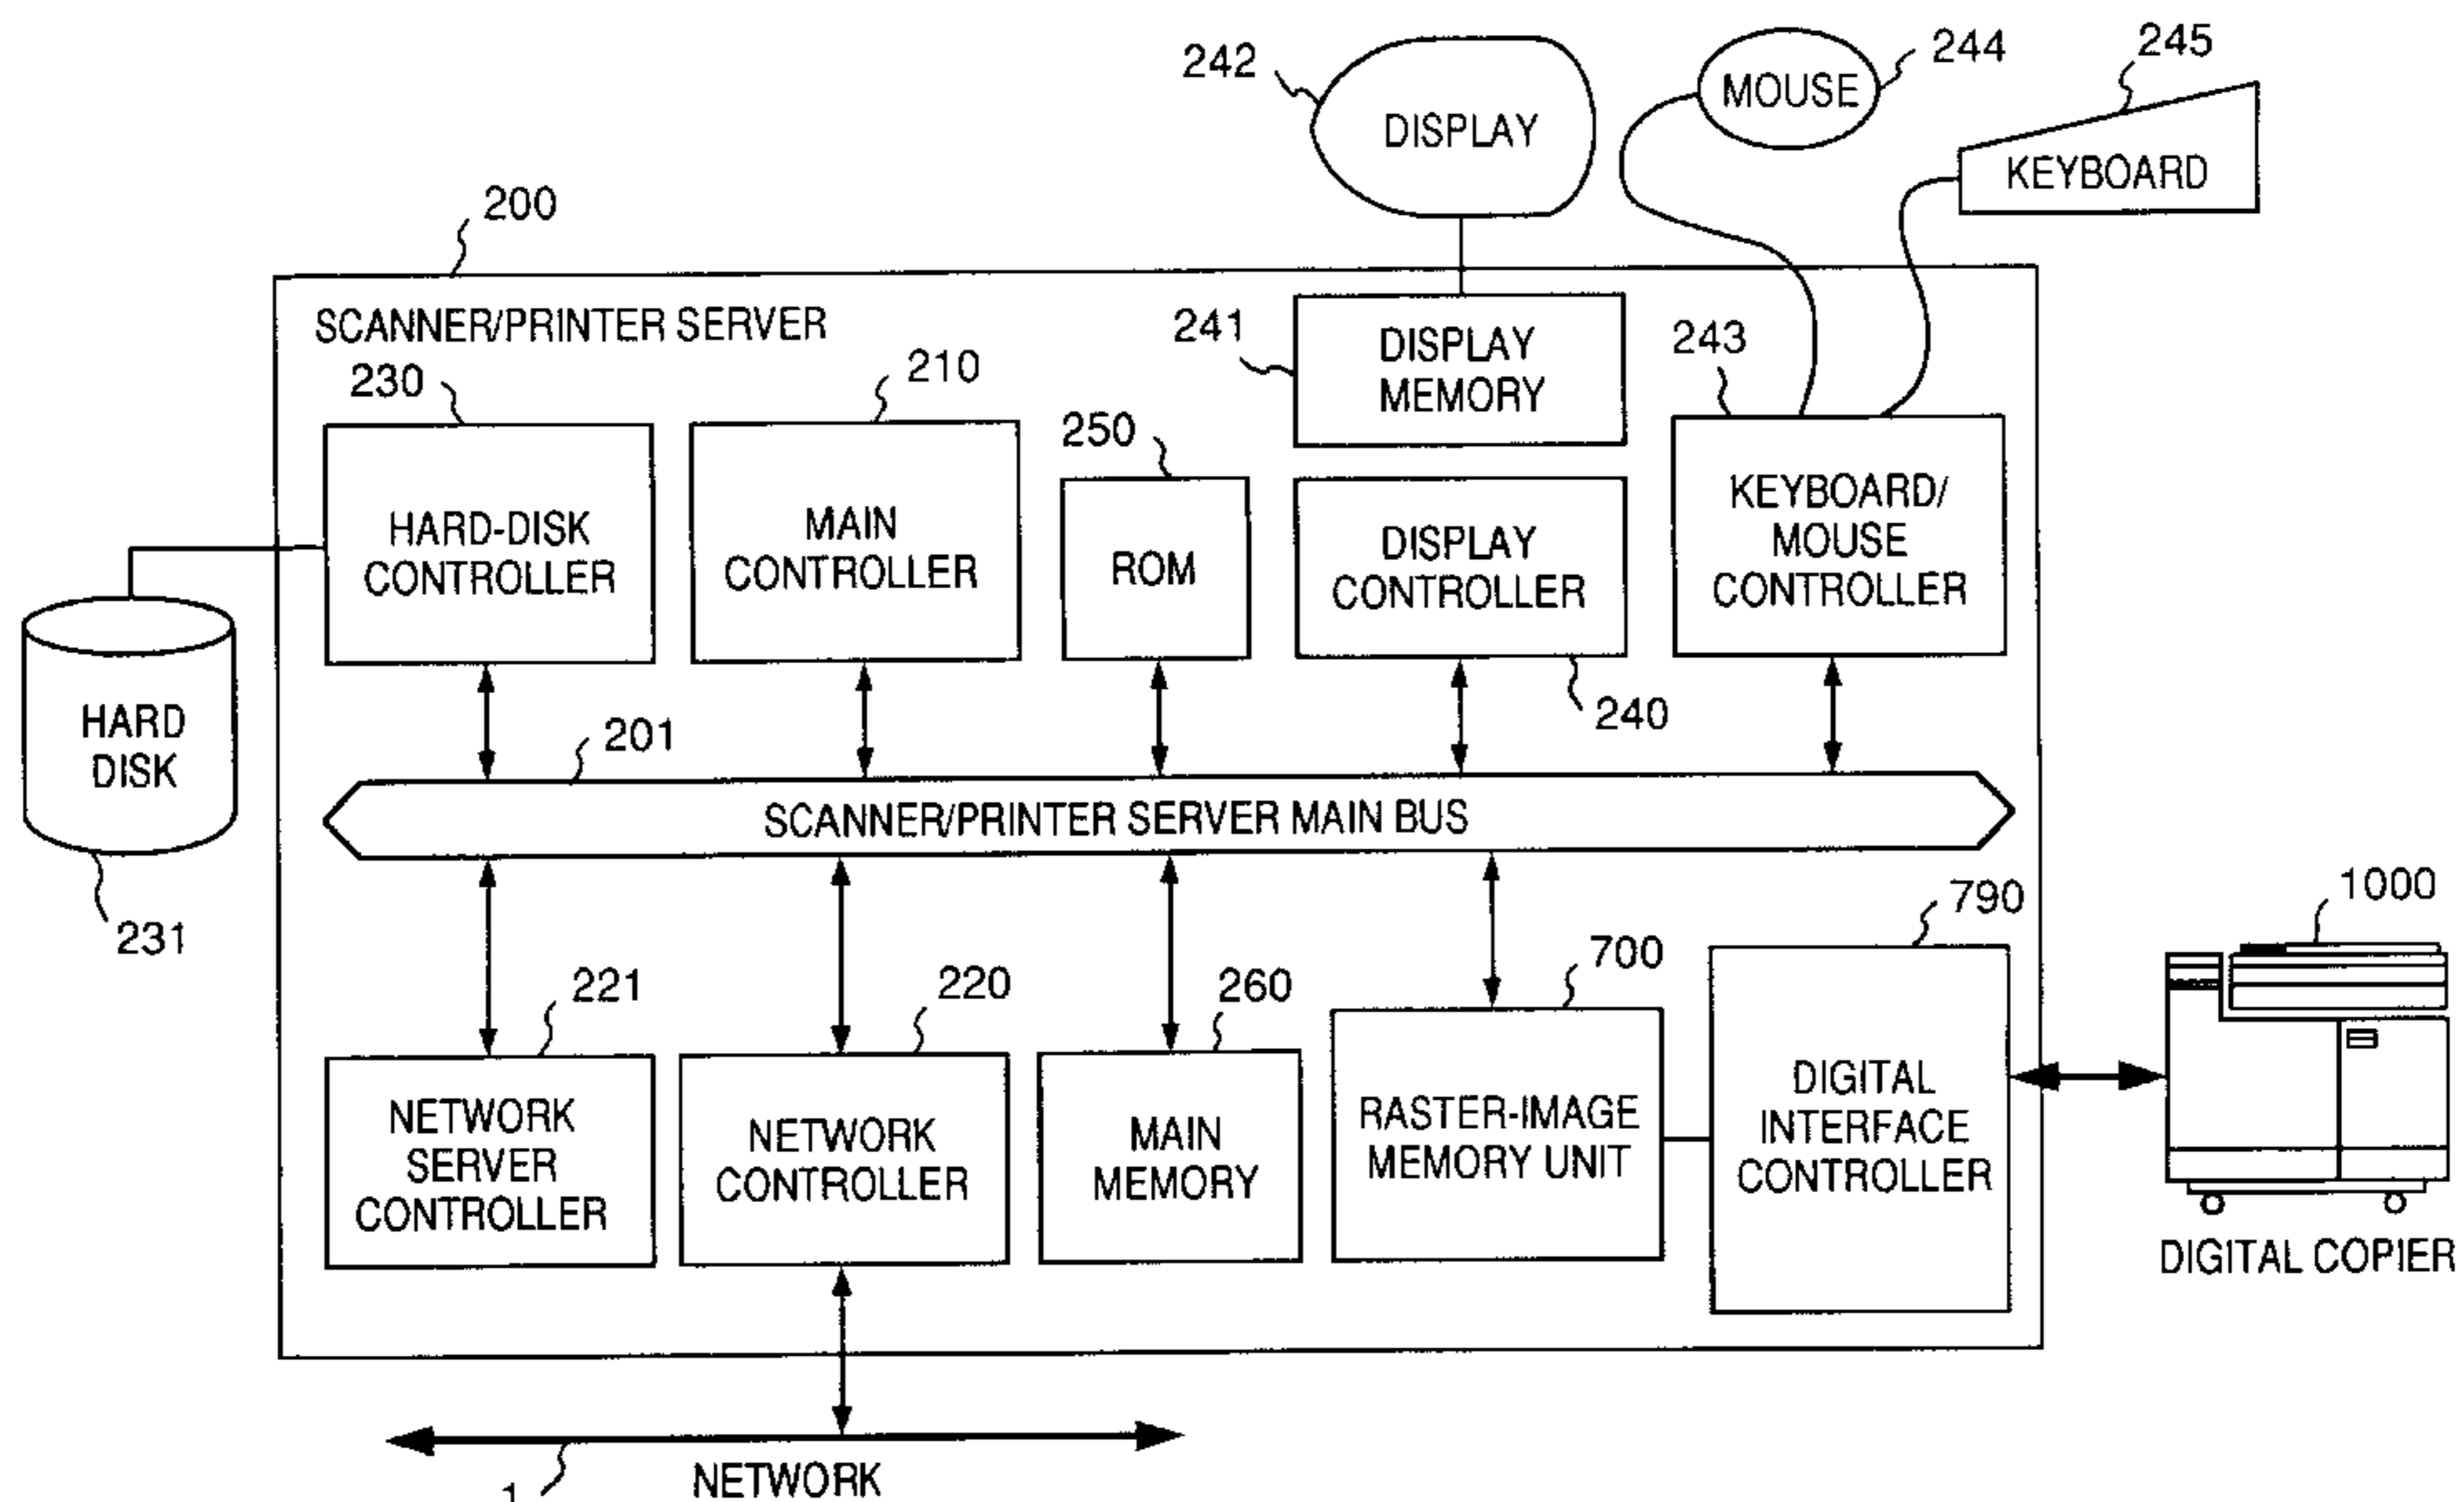 242
DISPLAY
MOUSE
244
245
KEYBOARD
200
SCANNER/PRINTER SERVER
241
DISPLAY
MEMORY
243
230
210
250
HARD-DISK
CONTROLLER
MAIN
CONTROLLER
ROM
DISPLAY
CONTROLLER
KEYBOARD/
MOUSE
CONTROLLER
240
HARD
DISK
231
201
SCANNER/PRINTER SERVER MAIN BUS
221
220
260
700
790
1000
NETWORK
SERVER
CONTROLLER
NETWORK
CONTROLLER
MAIN
MEMORY
RASTER-IMAGE
MEMORY UNIT
DIGITAL
INTERFACE
CONTROLLER
DIGITAL COPIER
1
NETWORK